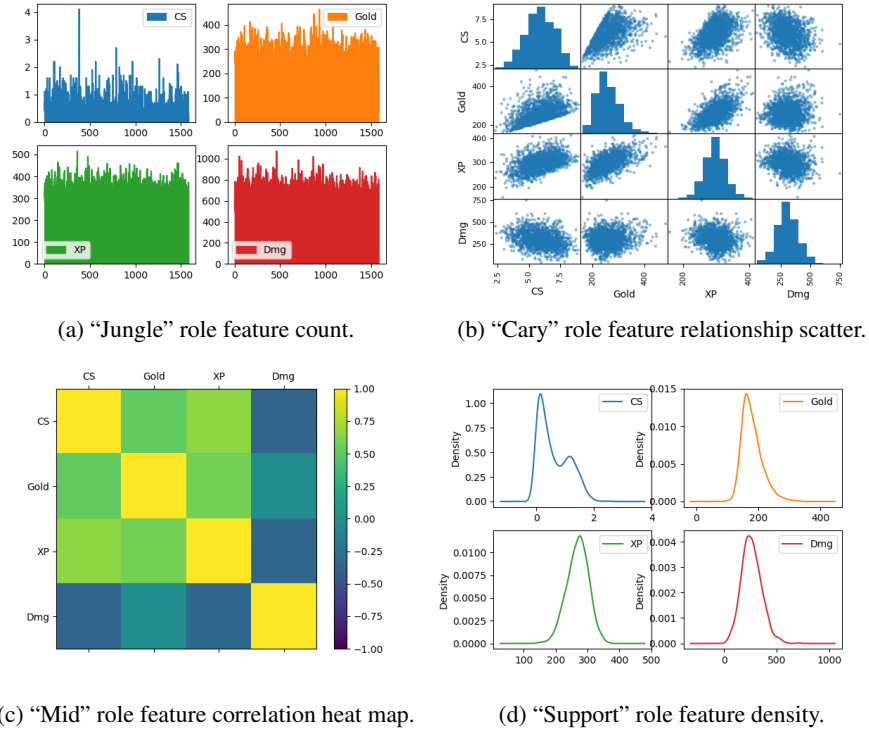 4
3
2
1
0
CS
0 500 1000 1500
400
300
200
100
0
Gold
0 500 1000 1500
500
400
300
200
100
0
XP
0 500 1000 1500
1000
800
600
400
200
0
Dmg
0 500 1000 1500
(a) “Jungle” role feature count.
CS
7.5
5.0
2.5
Gold
400
200
XP
400
300
200
Dmg
750
500
250
2.5 5.0 7.5
200 400
200 400
250 500 750
CS Gold XP Dmg
(b) “Cary” role feature relationship scatter.
CS Gold XP Dmg
CS
Gold
XP
Dmg
1.00
0.75
0.50
0.25
0.00
−0.25
−0.50
−0.75
−1.00
(c) “Mid” role feature correlation heat map.
Density
1.00
0.75
0.50
0.25
0.00
CS
0 2 4
Density
0.015
0.010
0.005
0.000
Gold
0 200 400
Density
0.0100
0.0075
0.0050
0.0025
0.0000
XP
100 200 300 400 500
Density
0.004
0.003
0.002
0.001
0.000
Dmg
0 500 1000
(d) “Support” role feature density.